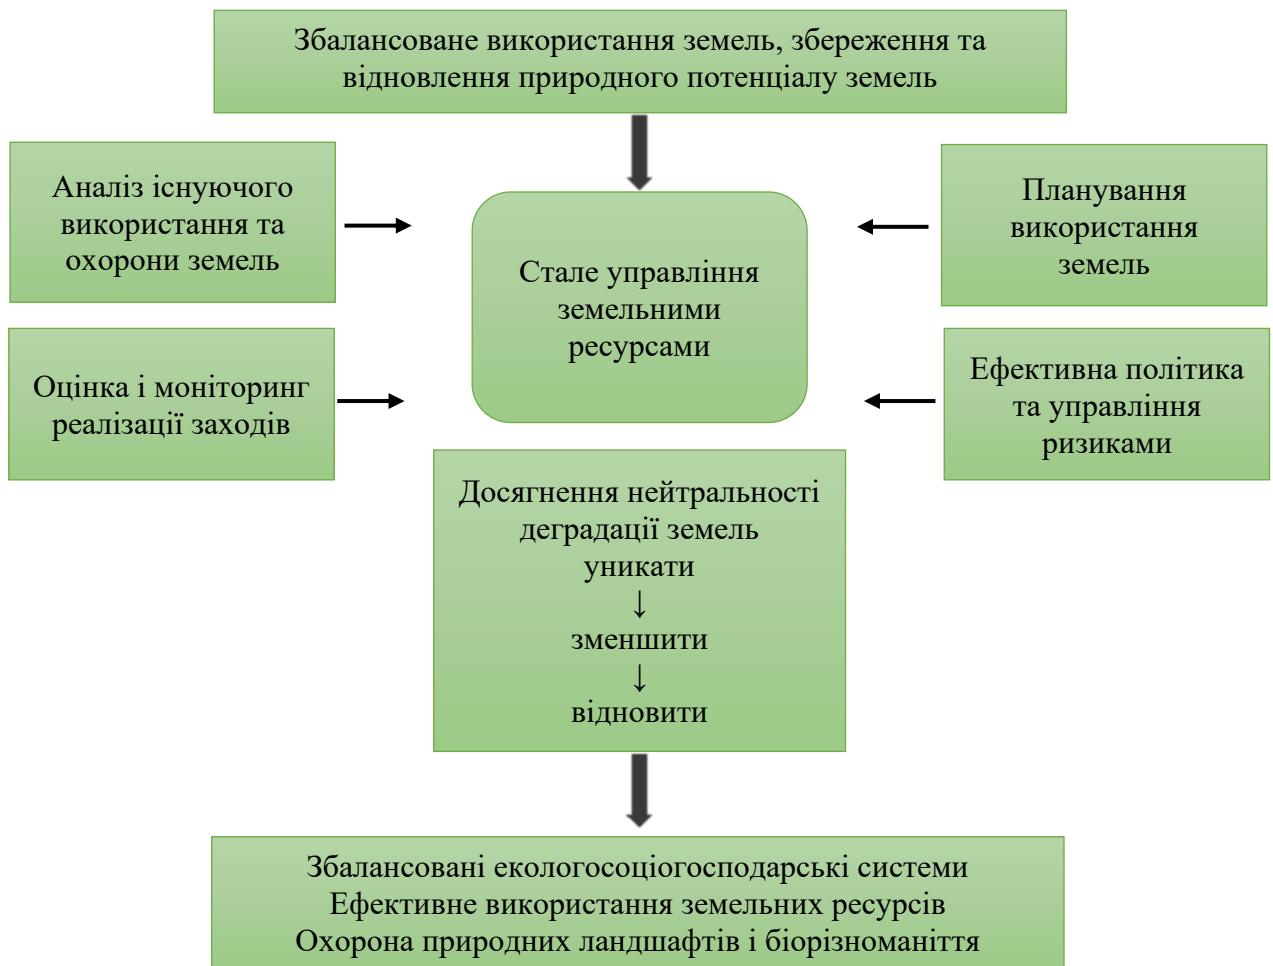 Збалансоване використання земель, збереження та
відновлення природного потенціалу земель
Аналіз існуючого
використання та
охорони земель
Планування
використання
земель
Стале управління
земельними
ресурсами
Оцінка і моніторинг
реалізації заходів
Ефективна політика
та управління
ризиками
Досягнення нейтральності
деградації земель
уникати
↓
зменшити
↓
відновити
Збалансовані екологосоціогосподарські системи
Ефективне використання земельних ресурсів
Охорона природних ландшафтів і біорізноманіття